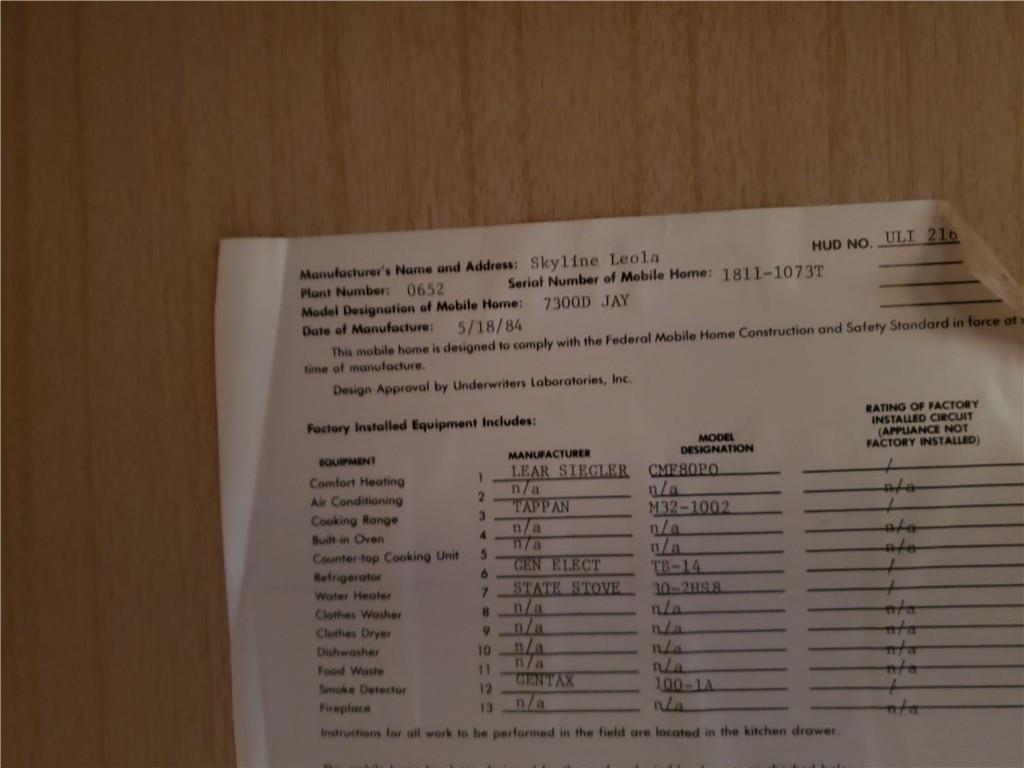 HUD NO. ULI 216
Manufacturer's Name and Address: Skyline Leola
Plant Number: 0652 Serial Number of Mobile Home: 1811-1073T
Model Designation of Mobile Home: 7300D JAY
Date of Manufacture: 5/18/84
This mobile home is designed to comply with the Federal Mobile Home Construction and Safety Standard in force at
time of manufacture.
Design Approval by Underwriters Laboratories, Inc.
Factory Installed Equipment Includes:
RATING OF FACTORY
INSTALLED CIRCUIT
(APPLIANCE NOT
FACTORY INSTALLED)
EQUIPMENT MANUFACTURER MODEL DESIGNATION
Comfort Heating 1 LEAR SIEGLER CMF80PO /
Air Conditioning 2 n/a n/a n/a
Cooking Range 3 TAPPAN M32-1002 /
Built-in Oven 4 n/a n/a n/a
Counter-top Cooking Unit 5 n/a n/a n/a
Refrigerator 6 GEN ELECT TB-14 /
Water Heater 7 STATE STOVE 30-2HS8 /
Clothes Washer 8 n/a n/a n/a
Clothes Dryer 9 n/a n/a n/a
Dishwasher 10 n/a n/a n/a
Food Waste 11 n/a n/a n/a
Smoke Detector 12 GENTAX 100-1A /
Fireplace 13 n/a n/a n/a
Instructions for all work to be performed in the field are located in the kitchen drawer.